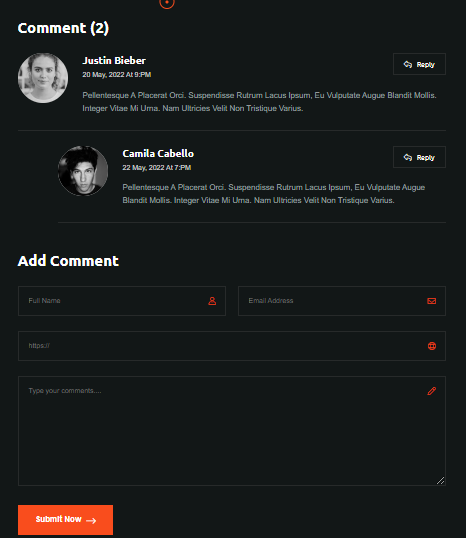 Comment (2)
Justin Bieber
Reply
20 May, 2022 At 9:PM
Pellentesque A Placerat Orci. Suspendisse Rutrum Lacus Ipsum, Eu Vulputate Augue Blandit Mollis.
Integer Vitae Mi Urna. Nam Ultricies Velit Non Tristique Varius.
Camila Cabello
Reply
22 May, 2022 At 7:PM
Pellentesque A Placerat Orci. Suspendisse Rutrum Lacus Ipsum, Eu Vulputate Augue
Blandit Mollis. Integer Vitae Mi Urna. Nam Ultricies Velit Non Tristique Varius.
Add Comment
Full Name
Email Address
https://
Type your comments....
Submit Now